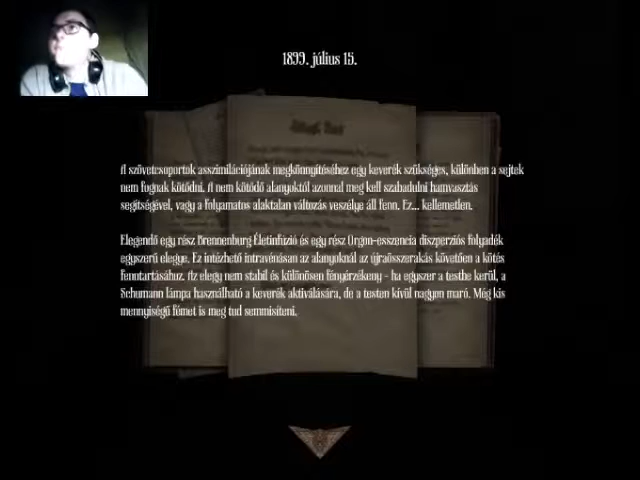 1899. július 15.
A szövetcsoportok asszimilációjának megkönnyítéséhez egy keverék szükséges, különben a sejtek
nem fognak kötődni. A nem kötődő alanyoktól azonnal meg kell szabadulni hamvasztás
segítségével, vagy a folyamatos alaktalan változás veszélye áll fenn. Ez... kellemetlen.
Elegendő egy rész Brennenburg Életinfúzió és egy rész Orgon-esszencia diszperziós folyadék
egyszerű elegye. Ez intézhető intravénásan az alanyoknál az újraösszerakás követően a kötés
fenntartásához. Az elegy nem stabil és különösen fényérzékeny - ha egyszer a testbe kerül, a
Schumann lámpa használható a keverék aktiválására, de a testen kívül nagyon maró. Még kis
mennyiségű fémet is meg tud semmisíteni.